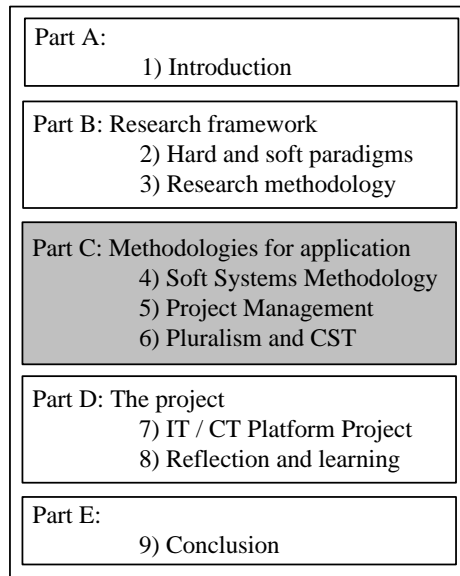 Part A:
1) Introduction
Part B: Research framework
2) Hard and soft paradigms
3) Research methodology
Part C: Methodologies for application
4) Soft Systems Methodology
5) Project Management
6) Pluralism and CST
Part D: The project
7) IT / CT Platform Project
8) Reflection and learning
Part E:
9) Conclusion